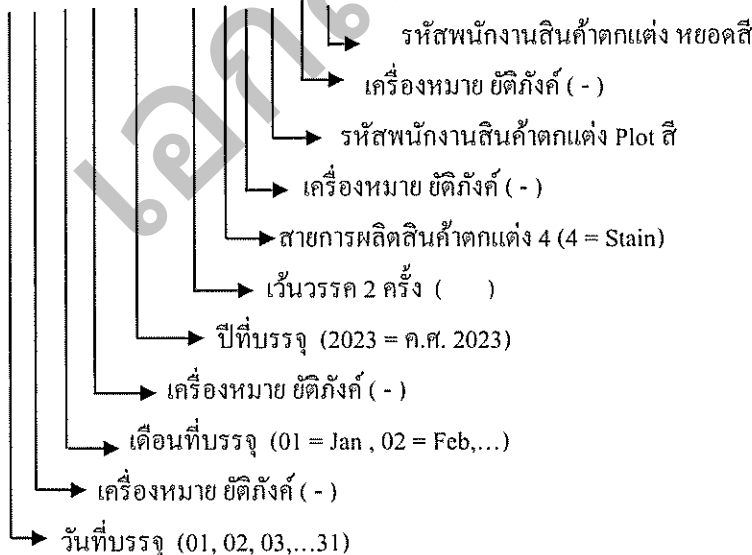 รหัสพนักงานสินค้าตกแต่ง หยอดสี
เครื่องหมาย ยัติภังค์ ( - )
รหัสพนักงานสินค้าตกแต่ง Plot สี
เครื่องหมาย ยัติภังค์ ( - )
สายการผลิตสินค้าตกแต่ง 4 (4 = Stain)
เว้นวรรค 2 ครั้ง (      )
ปีที่บรรจุ (2023 = ค.ศ. 2023)
เครื่องหมาย ยัติภังค์ ( - )
เดือนที่บรรจุ (01 = Jan , 02 = Feb,...)
เครื่องหมาย ยัติภังค์ ( - )
วันที่บรรจุ (01, 02, 03,...31)